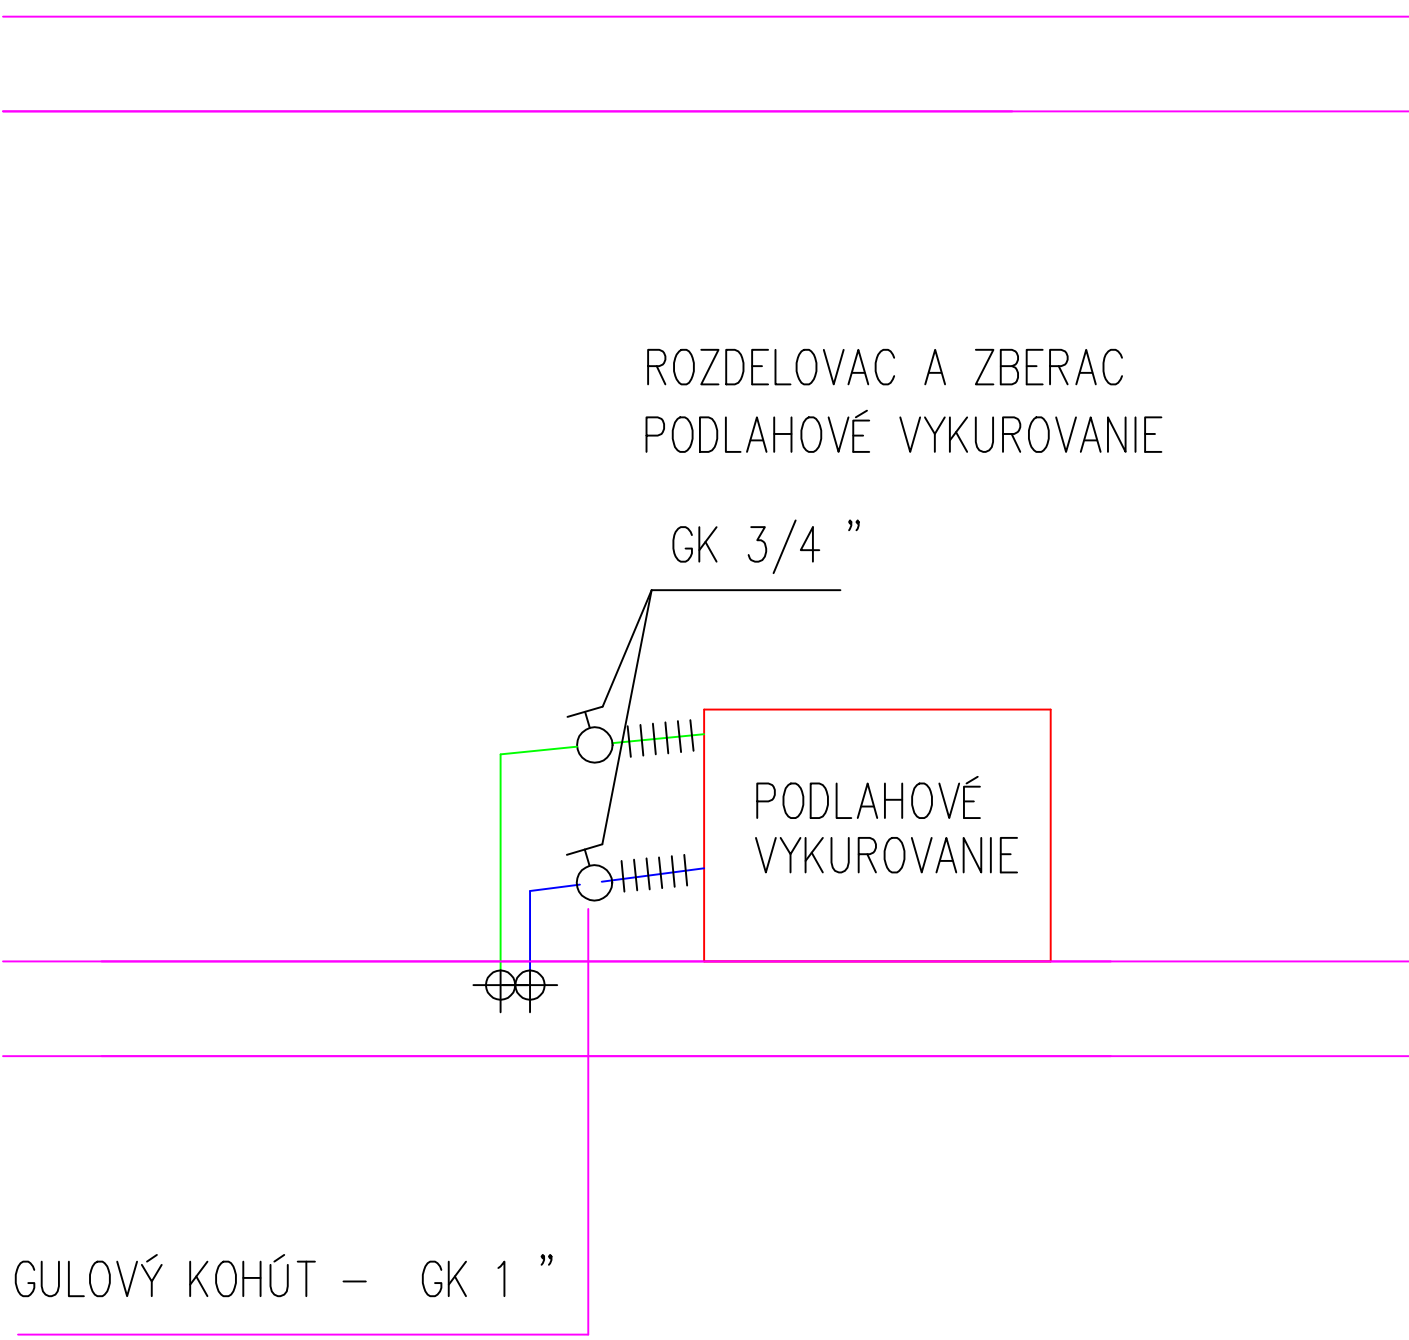 ROZDELOVAC A ZBERAC
PODLAHOVÉ VYKUROVANIE
GK 3/4 ”
PODLAHOVÉ
VYKUROVANIE
GULOVÝ KOHÚT – GK 1 ”